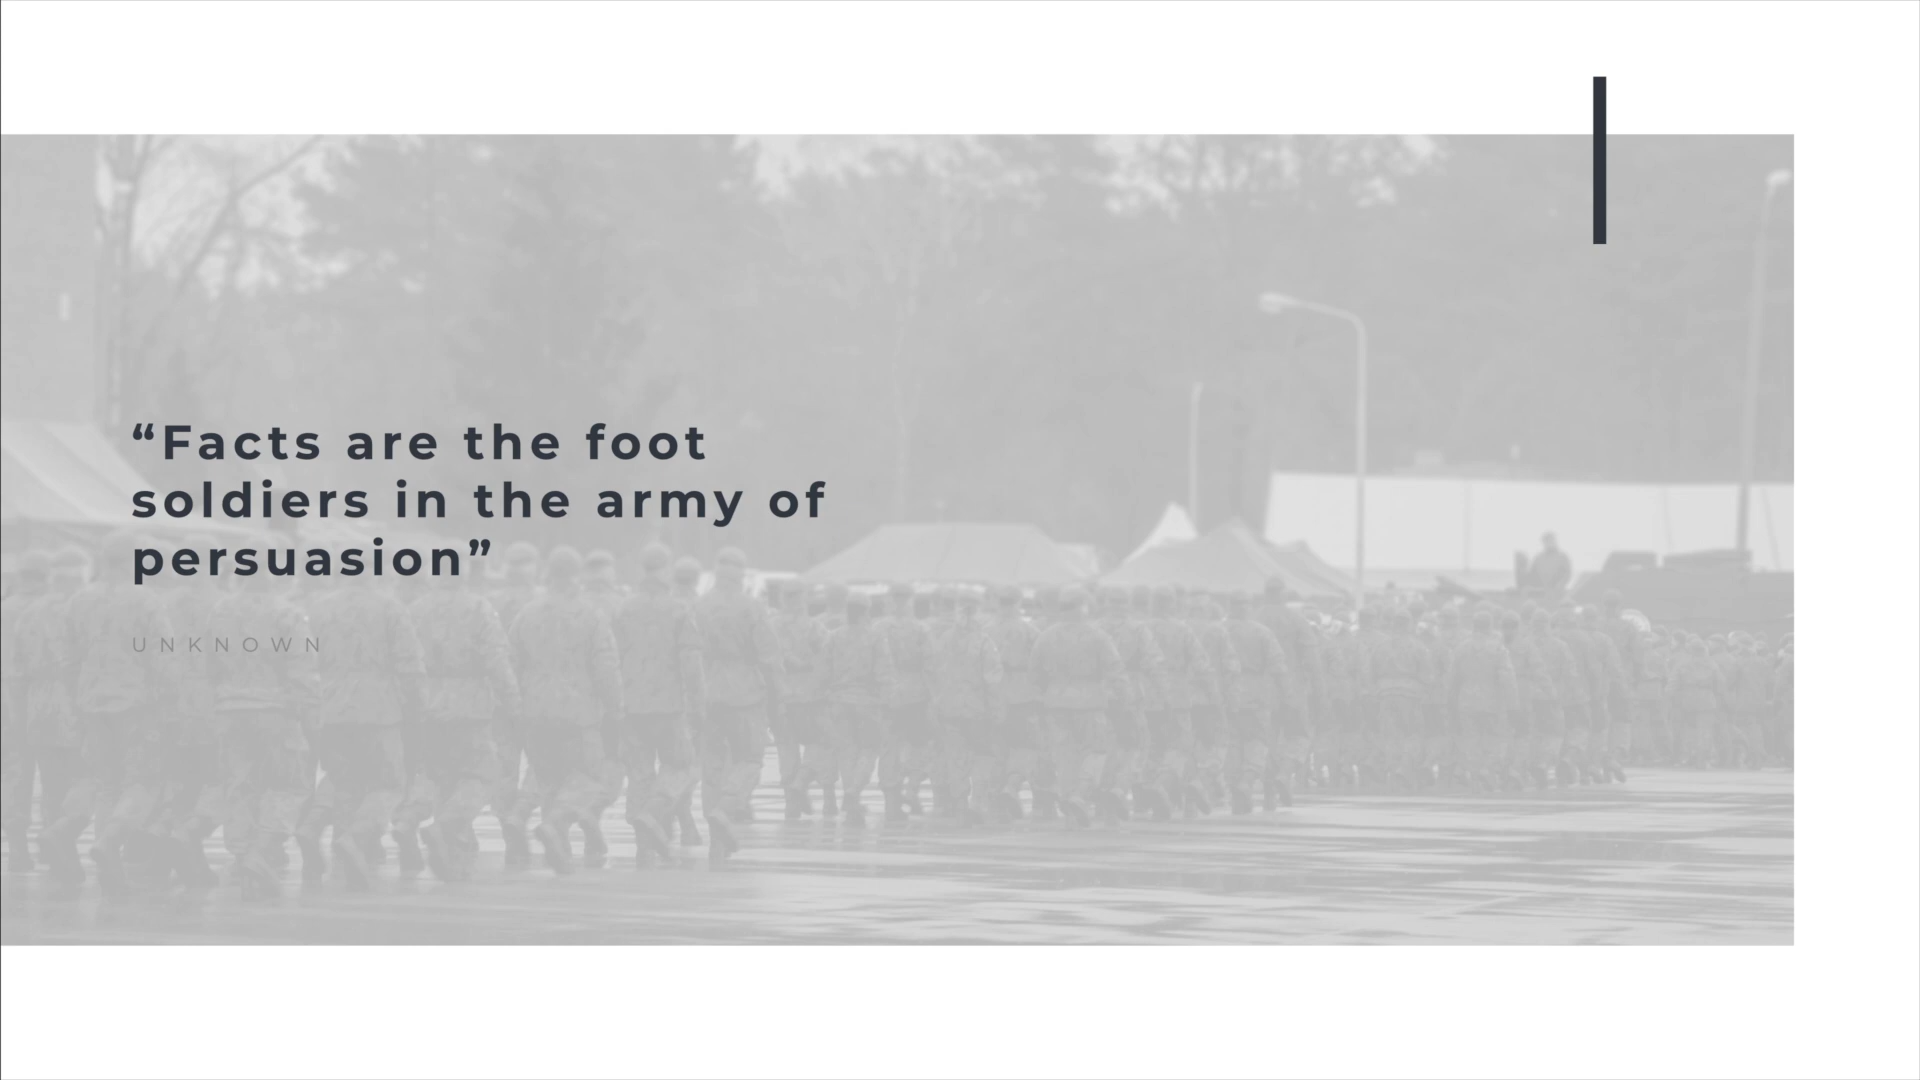 “Facts are the foot
soldiers in the army of
persuasion”
UNKNOWN